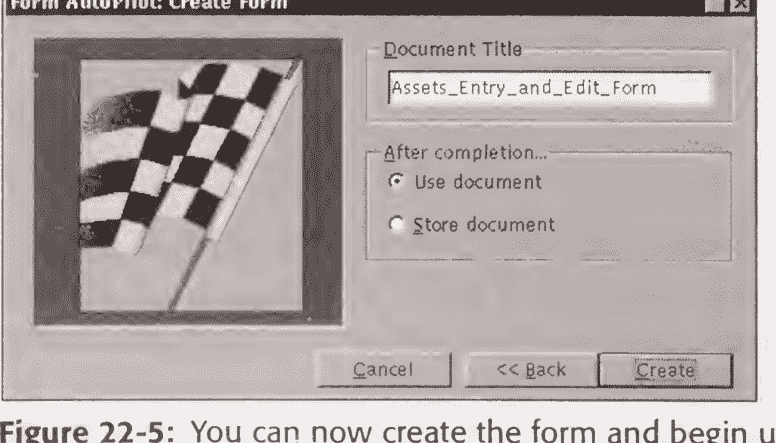 Form AutoPilot: Create Form
Document Title
Assets_Entry_and_Edit_Form
After completion...
Use document
Store document
Cancel
<< Back
Create
Figure 22-5: You can now create the form and begin u